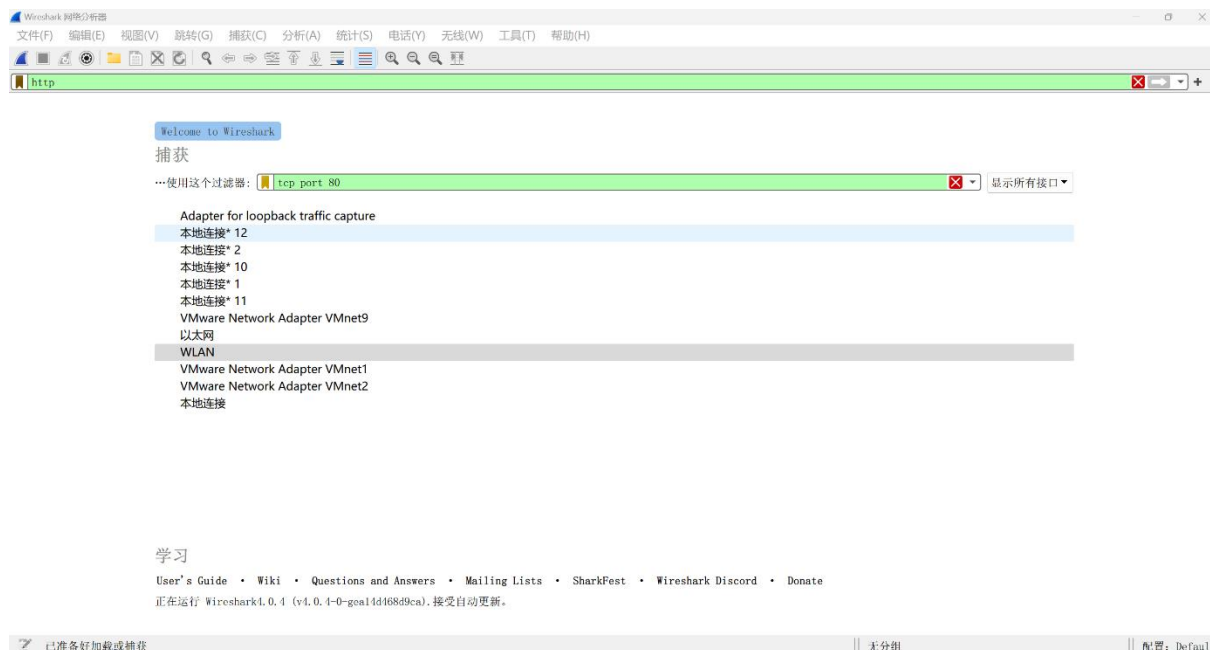 Wireshark 网络分析器
文件(F) 编辑(E) 视图(V) 跳转(G) 捕获(C) 分析(A) 统计(S) 电话(Y) 无线(W) 工具(T) 帮助(H)
http
Welcome to Wireshark
捕获
…使用这个过滤器: tcp port 80 显示所有接口
Adapter for loopback traffic capture
本地连接* 12
本地连接* 2
本地连接* 10
本地连接* 1
本地连接* 11
VMware Network Adapter VMnet9
以太网
WLAN
VMware Network Adapter VMnet1
VMware Network Adapter VMnet2
本地连接
学习
User's Guide • Wiki • Questions and Answers • Mailing Lists • SharkFest • Wireshark Discord • Donate
正在运行 Wireshark4.0.4 (v4.0.4-0-gea14d468d9ca).接受自动更新。
已准备好加载或捕获 无分组 配置: Defaul